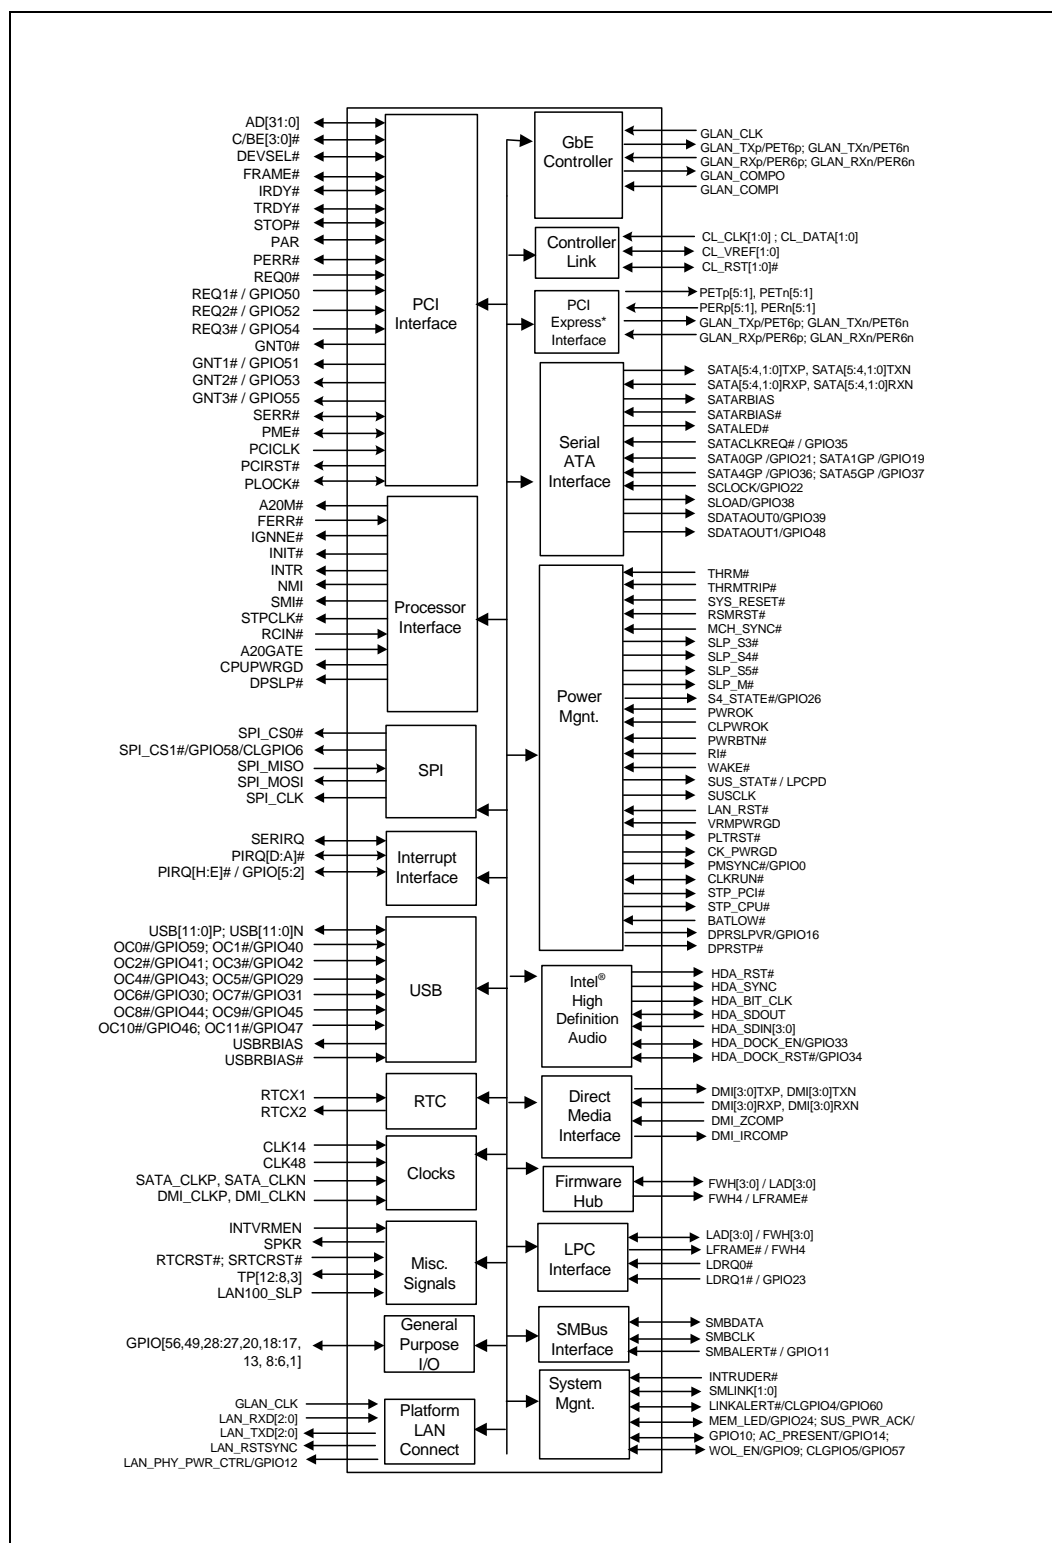 AD[31:0]
C/BE[3:0]#
DEVSEL#
FRAME#
IRDY#
TRDY#
STOP#
PAR
PERR#
REQ0#
REQ1# / GPIO50
REQ2# / GPIO52
REQ3# / GPIO54
GNT0#
GNT1# / GPIO51
GNT2# / GPIO53
GNT3# / GPIO55
SERR#
PME#
PCICLK
PCIRST#
PLOCK#
PCI
Interface
A20M#
FERR#
IGNNE#
INIT#
INTR
NMI
SMI#
STPCLK#
RCIN#
A20GATE
CPUPWRGD
DPSLP#
Processor
Interface
SPI_CS0#
SPI_CS1#/GPIO58/CLGPIO6
SPI_MISO
SPI_MOSI
SPI_CLK
SPI
SERIRQ
PIRQ[D:A]#
PIRQ[H:E]# / GPIO[5:2]
Interrupt
Interface
USB[11:0]P; USB[11:0]N
OC0#/GPIO59; OC1#/GPIO40
OC2#/GPIO41; OC3#/GPIO42
OC4#/GPIO43; OC5#/GPIO29
OC6#/GPIO30; OC7#/GPIO31
OC8#/GPIO44; OC9#/GPIO45
OC10#/GPIO46; OC11#/GPIO47
USBRBIAS
USBRBIAS#
USB
RTCX1
RTCX2
RTC
CLK14
CLK48
SATA_CLKP, SATA_CLKN
DMI_CLKP, DMI_CLKN
Clocks
INTVRMEN
SPKR
RTCRST#; SRTCRST#
TP[12:8,3]
LAN100_SLP
Misc.
Signals
GPIO[56,49,28:27,20,18:17,
13, 8:6,1]
General
Purpose
I/O
GLAN_CLK
LAN_RXD[2:0]
LAN_TXD[2:0]
LAN_RSTSYNC
LAN_PHY_PWR_CTRL/GPIO12
Platform
LAN
Connect
GbE
Controller
GLAN_CLK
GLAN_TXp/PET6p; GLAN_TXn/PET6n
GLAN_RXp/PER6p; GLAN_RXn/PER6n
GLAN_COMPO
GLAN_COMPI
Controller
Link
CL_CLK[1:0] ; CL_DATA[1:0]
CL_VREF[1:0]
CL_RST[1:0]#
PCI
Express*
Interface
PETp[5:1], PETn[5:1]
PERp[5:1], PERn[5:1]
GLAN_TXp/PET6p; GLAN_TXn/PET6n
GLAN_RXp/PER6p; GLAN_RXn/PER6n
Serial
ATA
Interface
SATA[5:4,1:0]TXP, SATA[5:4,1:0]TXN
SATA[5:4,1:0]RXP, SATA[5:4,1:0]RXN
SATARBIAS
SATARBIAS#
SATALED#
SATACLKREQ# / GPIO35
SATA0GP /GPIO21; SATA1GP /GPIO19
SATA4GP /GPIO36; SATA5GP /GPIO37
SCLOCK/GPIO22
SLOAD/GPIO38
SDATAOUT0/GPIO39
SDATAOUT1/GPIO48
Power
Mgnt.
THRM#
THRMTRIP#
SYS_RESET#
RSMRST#
MCH_SYNC#
SLP_S3#
SLP_S4#
SLP_S5#
SLP_M#
S4_STATE#/GPIO26
PWROK
CLPWROK
PWRBTN#
RI#
WAKE#
SUS_STAT# / LPCPD
SUSCLK
LAN_RST#
VRMPWRGD
PLTRST#
CK_PWRGD
PMSYNC#/GPIO0
CLKRUN#
STP_PCI#
STP_CPU#
BATLOW#
DPRSLPVR/GPIO16
DPRSTP#
Intel®
High
Definition
Audio
HDA_RST#
HDA_SYNC
HDA_BIT_CLK
HDA_SDOUT
HDA_SDIN[3:0]
HDA_DOCK_EN/GPIO33
HDA_DOCK_RST#/GPIO34
Direct
Media
Interface
DMI[3:0]TXP, DMI[3:0]TXN
DMI[3:0]RXP, DMI[3:0]RXN
DMI_ZCOMP
DMI_IRCOMP
Firmware
Hub
FWH[3:0] / LAD[3:0]
FWH4 / LFRAME#
LPC
Interface
LAD[3:0] / FWH[3:0]
LFRAME# / FWH4
LDRQ0#
LDRQ1# / GPIO23
SMBus
Interface
SMBDATA
SMBCLK
SMBALERT# / GPIO11
System
Mgnt.
INTRUDER#
SMLINK[1:0]
LINKALERT#/CLGPIO4/GPIO60
MEM_LED/GPIO24; SUS_PWR_ACK/
GPIO10; AC_PRESENT/GPIO14;
WOL_EN/GPIO9; CLGPIO5/GPIO57